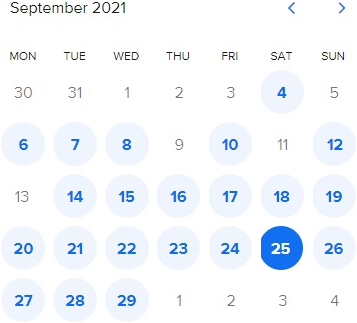 September 2021
MON TUE WED THU FRI SAT SUN
30 31 1 2 3 4 5
6 7 8 9 10 11 12
13 14 15 16 17 18 19
20 21 22 23 24 25 26
27 28 29 1 2 3 4